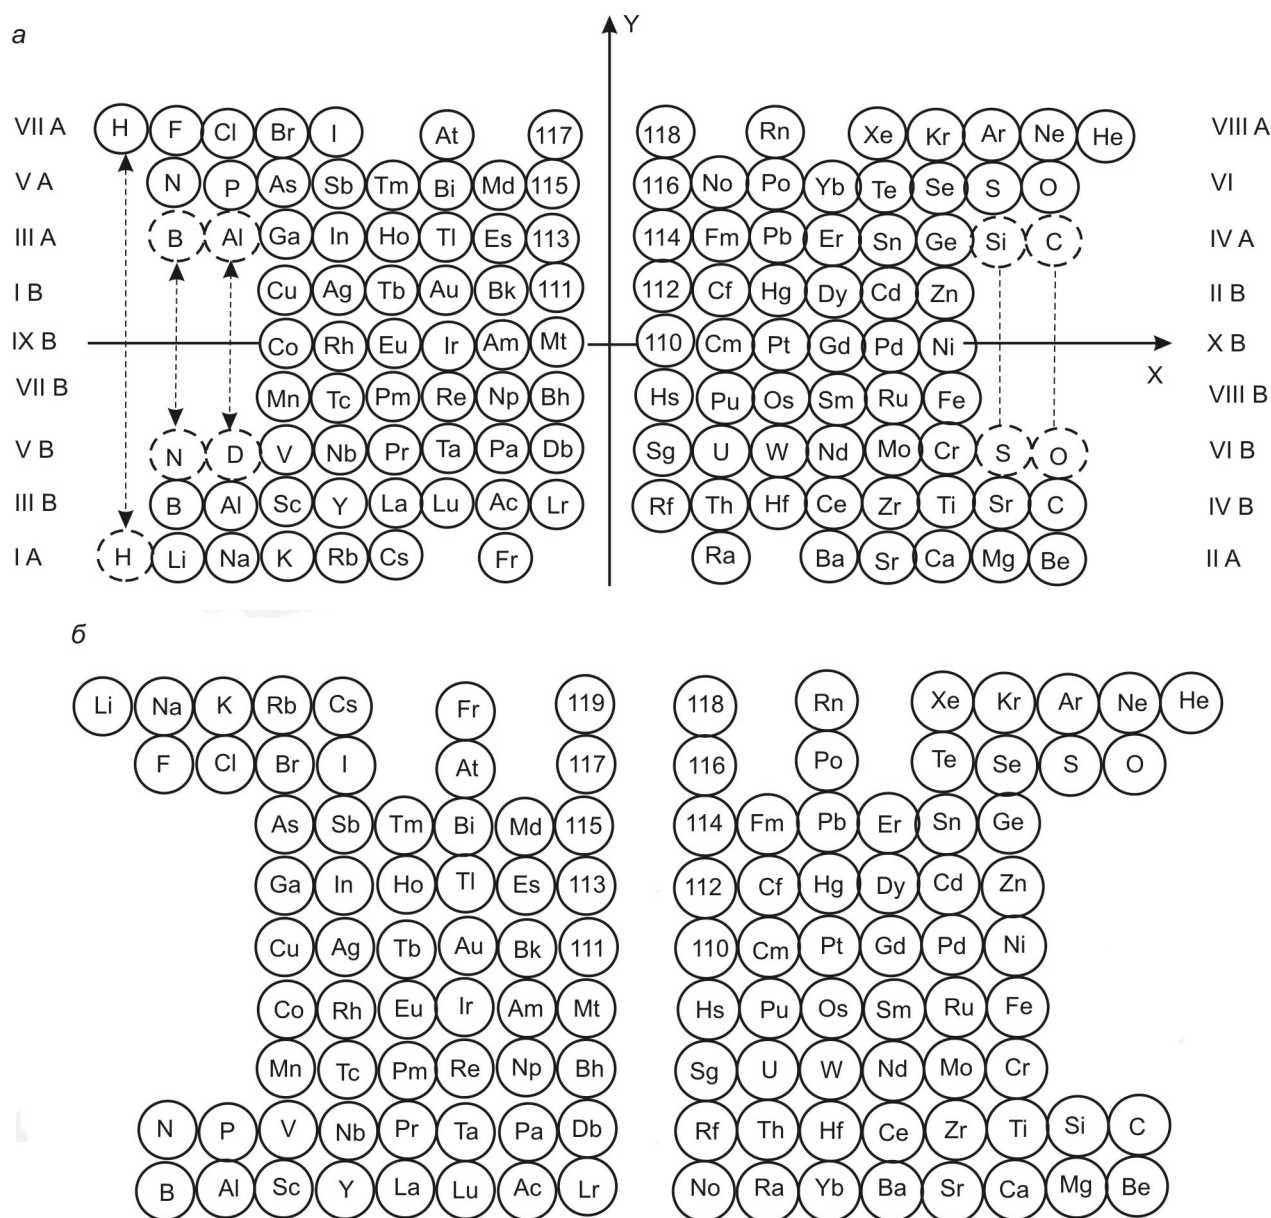 а
Y
VII A H F Cl Br I At 117 118 Rn Xe Kr Ar Ne He VIII A
V A N P As Sb Tm Bi Md 115 116 No Po Yb Te Se S O VI
III A B Al Ga In Ho Tl Es 113 114 Fm Pb Er Sn Ge Si C IV A
I B Cu Ag Tb Au Bk 111 112 Cf Hg Dy Cd Zn II B
IX B Co Rh Eu Ir Am Mt 110 Cm Pt Gd Pd Ni X B
X
VII B Mn Tc Pm Re Np Bh Hs Pu Os Sm Ru Fe VIII B
V B N D V Nb Pr Ta Pa Db Sg U W Nd Mo Cr S O VI B
III B B Al Sc Y La Lu Ac Lr Rf Th Hf Ce Zr Ti Sr C IV B
I A H Li Na K Rb Cs Fr Ra Ba Sr Ca Mg Be II A
б
Li Na K Rb Cs Fr 119 118 Rn Xe Kr Ar Ne He
F Cl Br I At 117 116 Po Te Se S O
As Sb Tm Bi Md 115 114 Fm Pb Er Sn Ge
Ga In Ho Tl Es 113 112 Cf Hg Dy Cd Zn
Cu Ag Tb Au Bk 111 110 Cm Pt Gd Pd Ni
Co Rh Eu Ir Am Mt Hs Pu Os Sm Ru Fe
Mn Tc Pm Re Np Bh Sg U W Nd Mo Cr
N P V Nb Pr Ta Pa Db Rf Th Hf Ce Zr Ti Si C
B Al Sc Y La Lu Ac Lr No Ra Yb Ba Sr Ca Mg Be